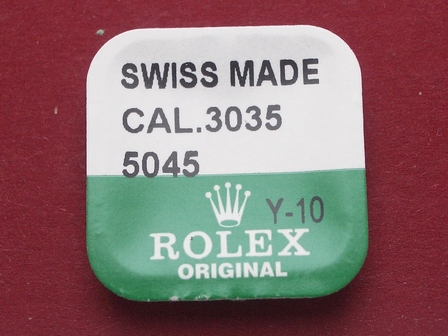 SWISS MADE
CAL.3035
5045
Y-10
ROLEX
ORIGINAL